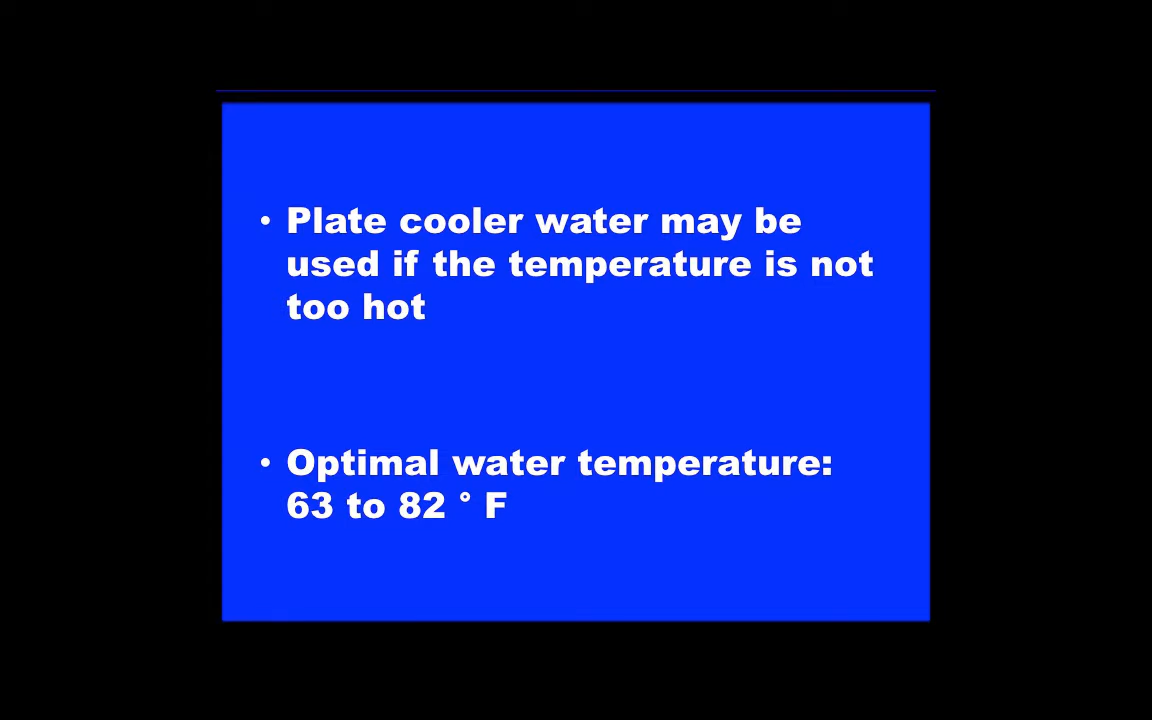 • Plate cooler water may be
used if the temperature is not
too hot
• Optimal water temperature:
63 to 82 ° F